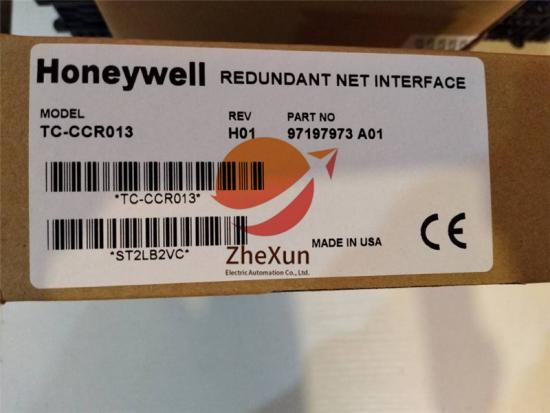 Honeywell REDUNDANT NET INTERFACE
MODEL REV PART NO
TC-CCR013 H01 97197973 A01
*TC-CCR013*
*ST2LB2VC*
MADE IN USA
CE
ZheXun
Electric Automation Co., Ltd.